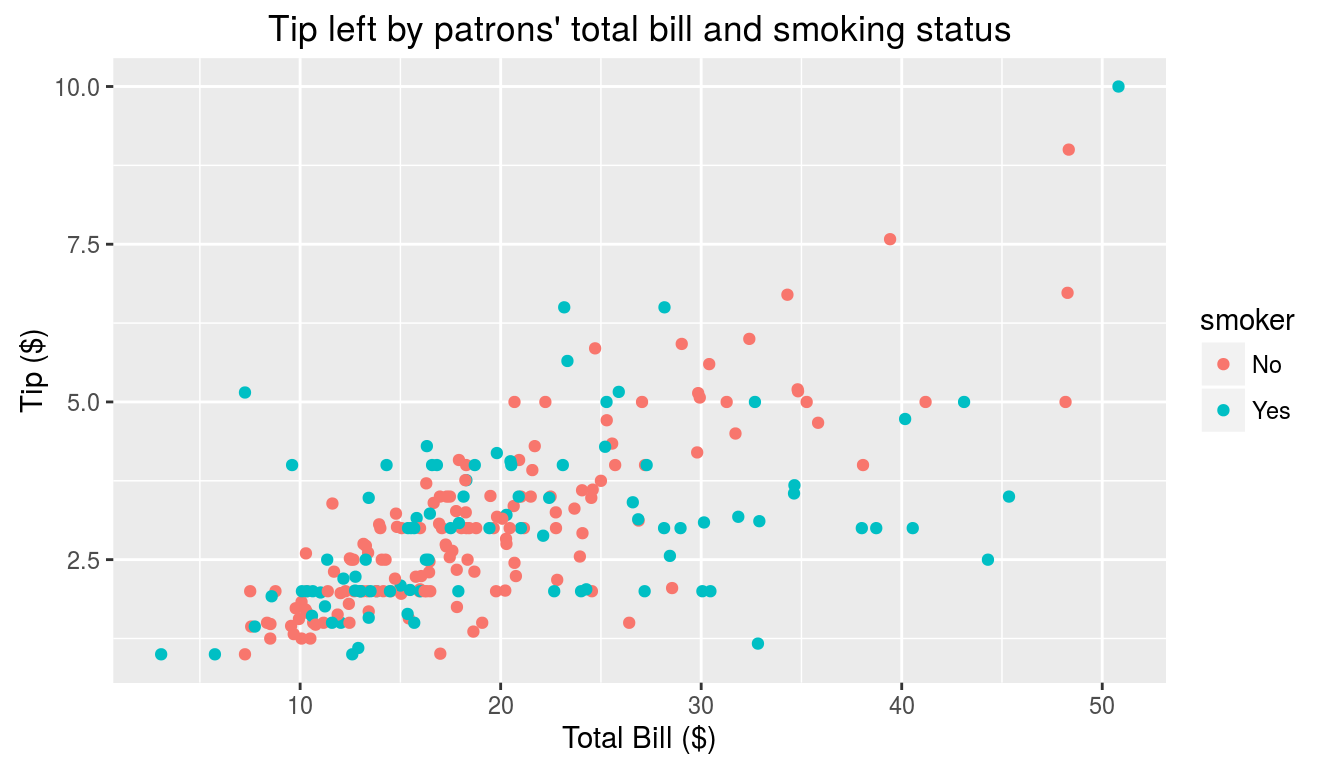 Tip left by patrons' total bill and smoking status
10.0
7.5
5.0
2.5
Tip ($)
10 20 30 40 50
Total Bill ($)
smoker
No
Yes